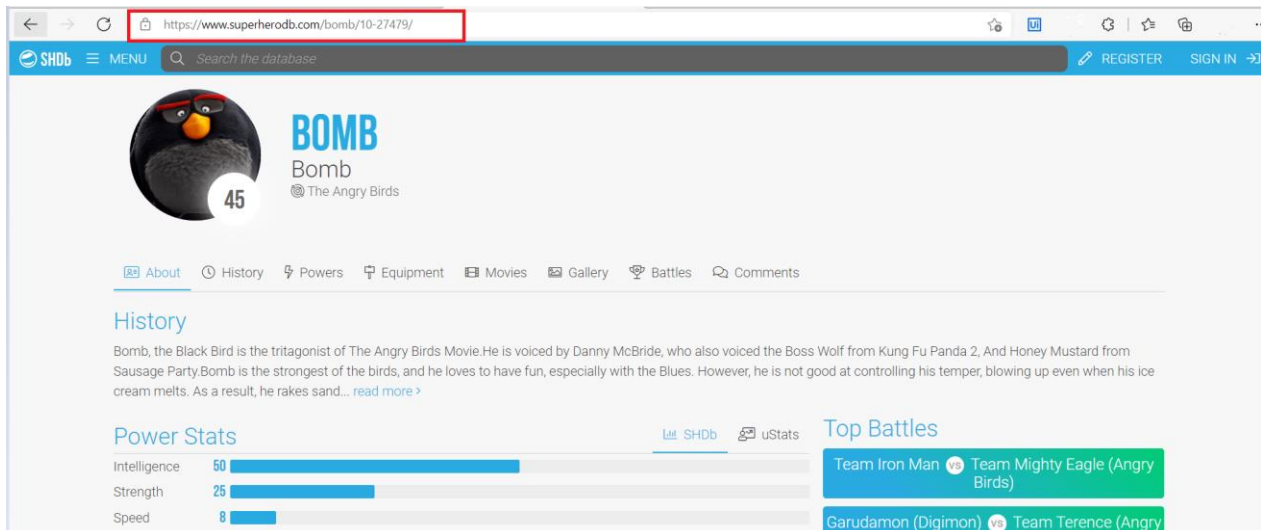 https://www.superherodb.com/bomb/10-27479/
Ui
SHDb
MENU
Search the database
REGISTER
SIGN IN
45
BOMB
Bomb
The Angry Birds
About History Powers Equipment Movies Gallery Battles Comments
History
Bomb, the Black Bird is the tritagonist of The Angry Birds Movie.He is voiced by Danny McBride, who also voiced the Boss Wolf from Kung Fu Panda 2, And Honey Mustard from
Sausage Party.Bomb is the strongest of the birds, and he loves to have fun, especially with the Blues. However, he is not good at controlling his temper, blowing up even when his ice
cream melts. As a result, he rakes sand... read more >
Power Stats
SHDb uStats
Intelligence 50
Strength 25
Speed 8
Top Battles
Team Iron Man VS Team Mighty Eagle (Angry
Birds)
Garudamon (Digimon) VS Team Terence (Angry